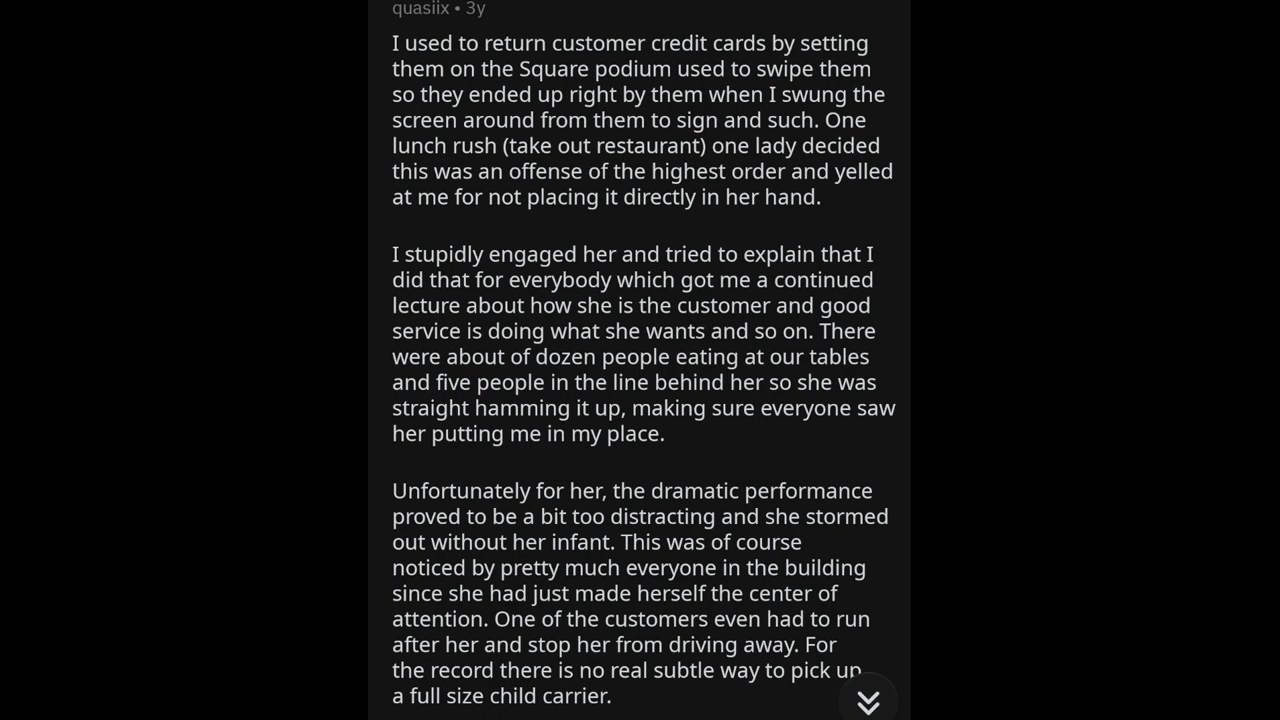 quasiix • 3y
I used to return customer credit cards by setting
them on the Square podium used to swipe them
so they ended up right by them when I swung the
screen around from them to sign and such. One
lunch rush (take out restaurant) one lady decided
this was an offense of the highest order and yelled
at me for not placing it directly in her hand.
I stupidly engaged her and tried to explain that I
did that for everybody which got me a continued
lecture about how she is the customer and good
service is doing what she wants and so on. There
were about of dozen people eating at our tables
and five people in the line behind her so she was
straight hamming it up, making sure everyone saw
her putting me in my place.
Unfortunately for her, the dramatic performance
proved to be a bit too distracting and she stormed
out without her infant. This was of course
noticed by pretty much everyone in the building
since she had just made herself the center of
attention. One of the customers even had to run
after her and stop her from driving away. For
the record there is no real subtle way to pick up
a full size child carrier.